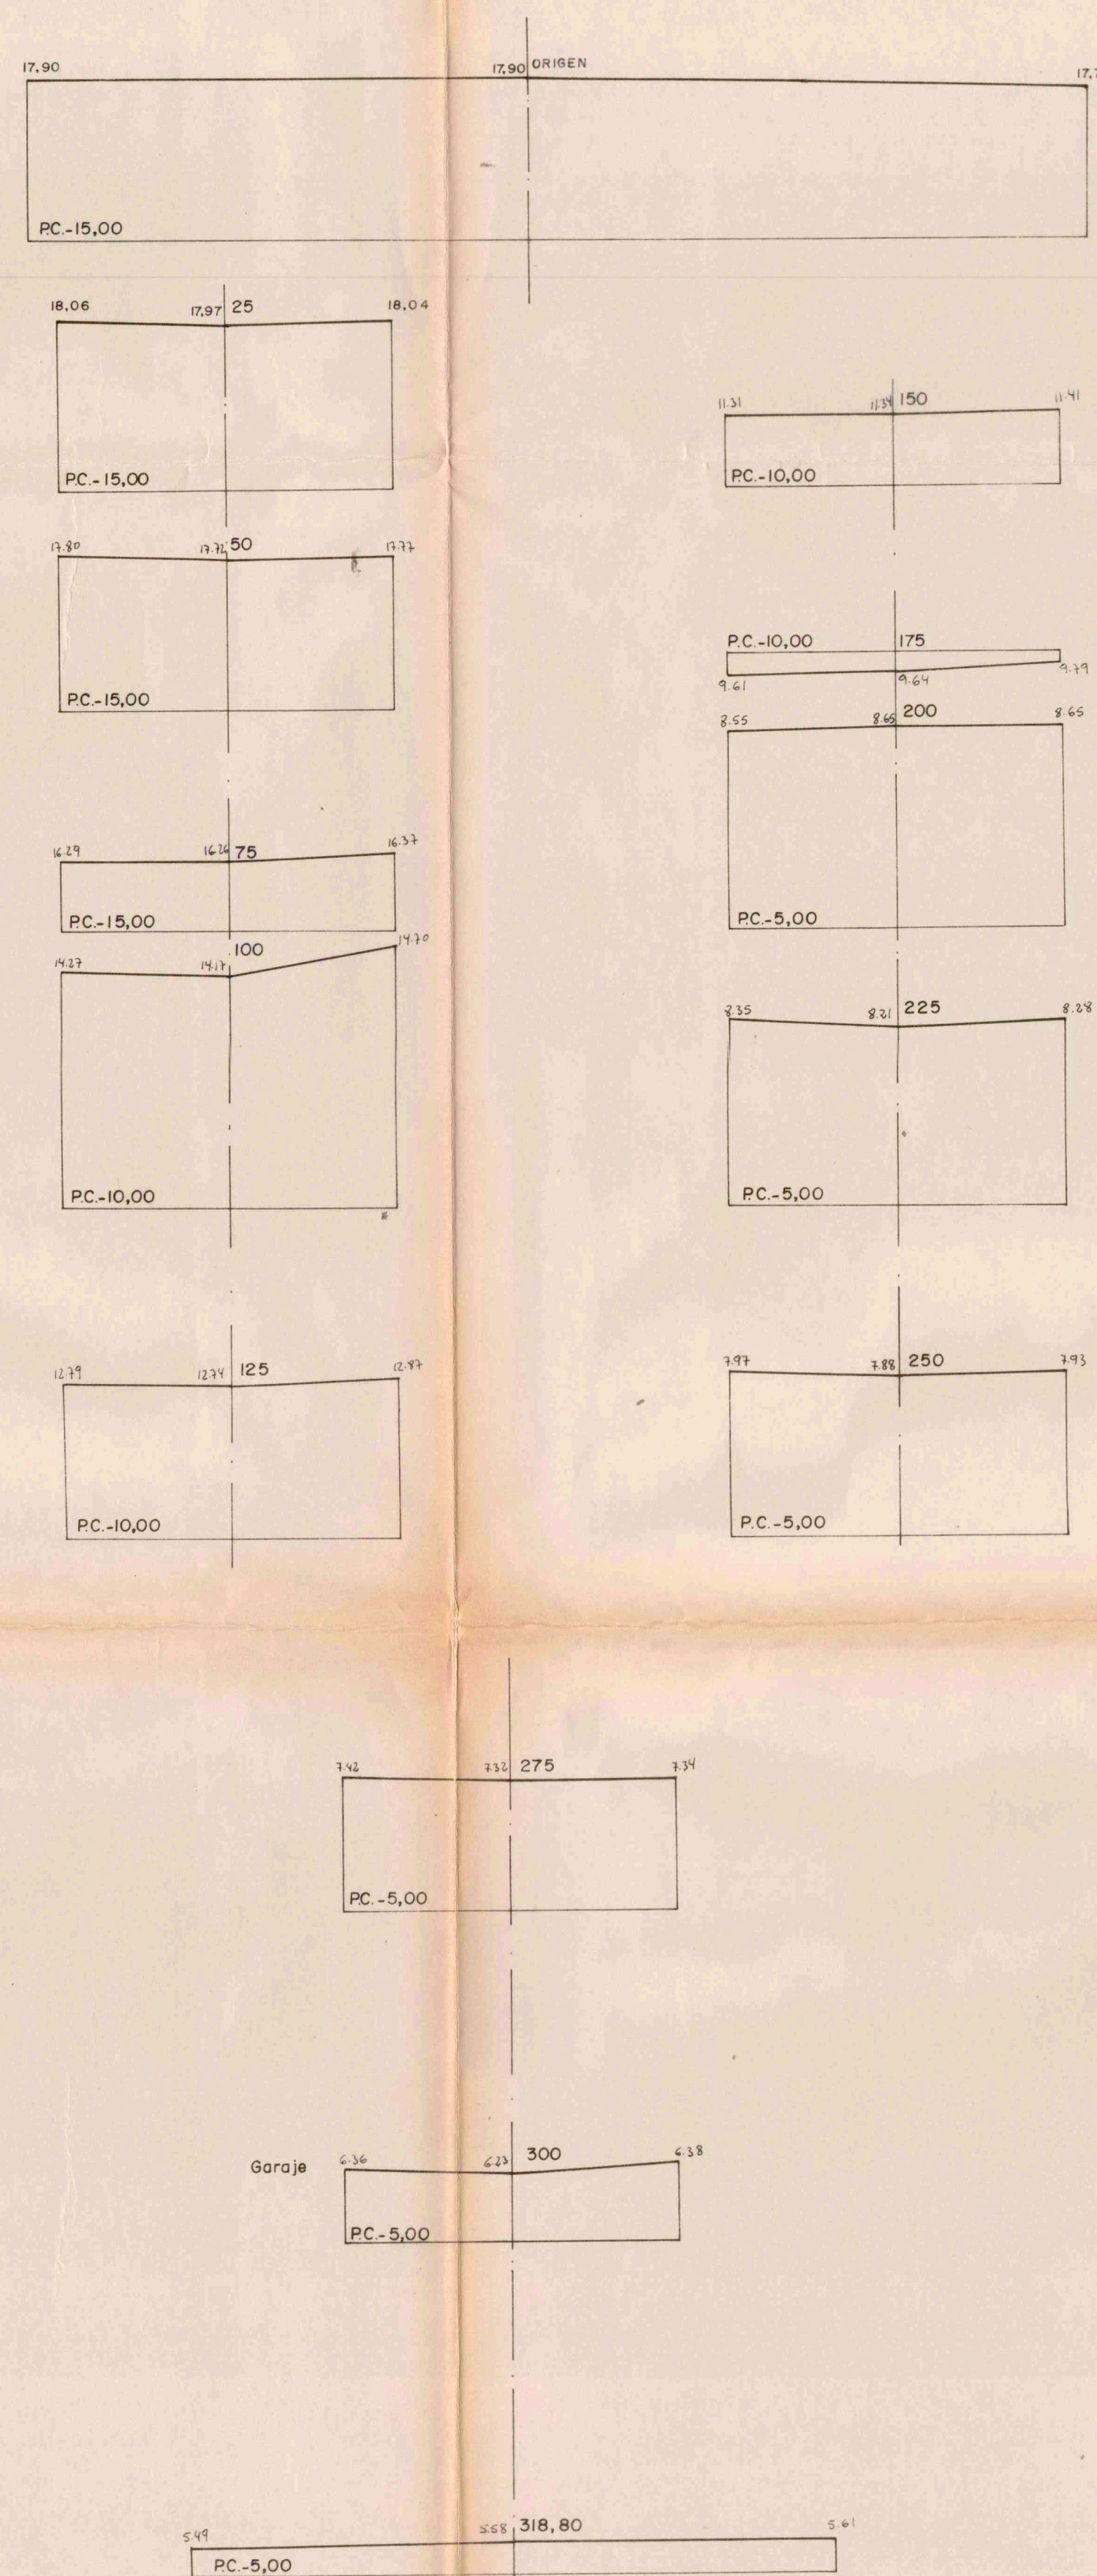 17,90 17,90 ORIGEN
P.C.-15,00
18,06 17,97 25 18,04
P.C.-15,00
17.80 17.72 50 17.77
P.C.-15,00
16.29 16.26 75 16.37
P.C.-15,00
100
14.27 14.17 14.70
P.C.-10,00
12.79 12.74 125 12.87
P.C.-10,00
11.31 11.34 150 11.41
P.C.-10,00
P.C.-10,00 175
9.61 9.64 9.79
8.55 8.65 200 8.65
P.C.-5,00
8.35 8.21 225 8.28
P.C.-5,00
7.97 7.88 250 7.93
P.C.-5,00
7.42 7.32 275 7.34
P.C.-5,00
Garaje 6.36 6.23 300 6.38
P.C.-5,00
5.49 5.58 318,80 5.61
P.C.-5,00